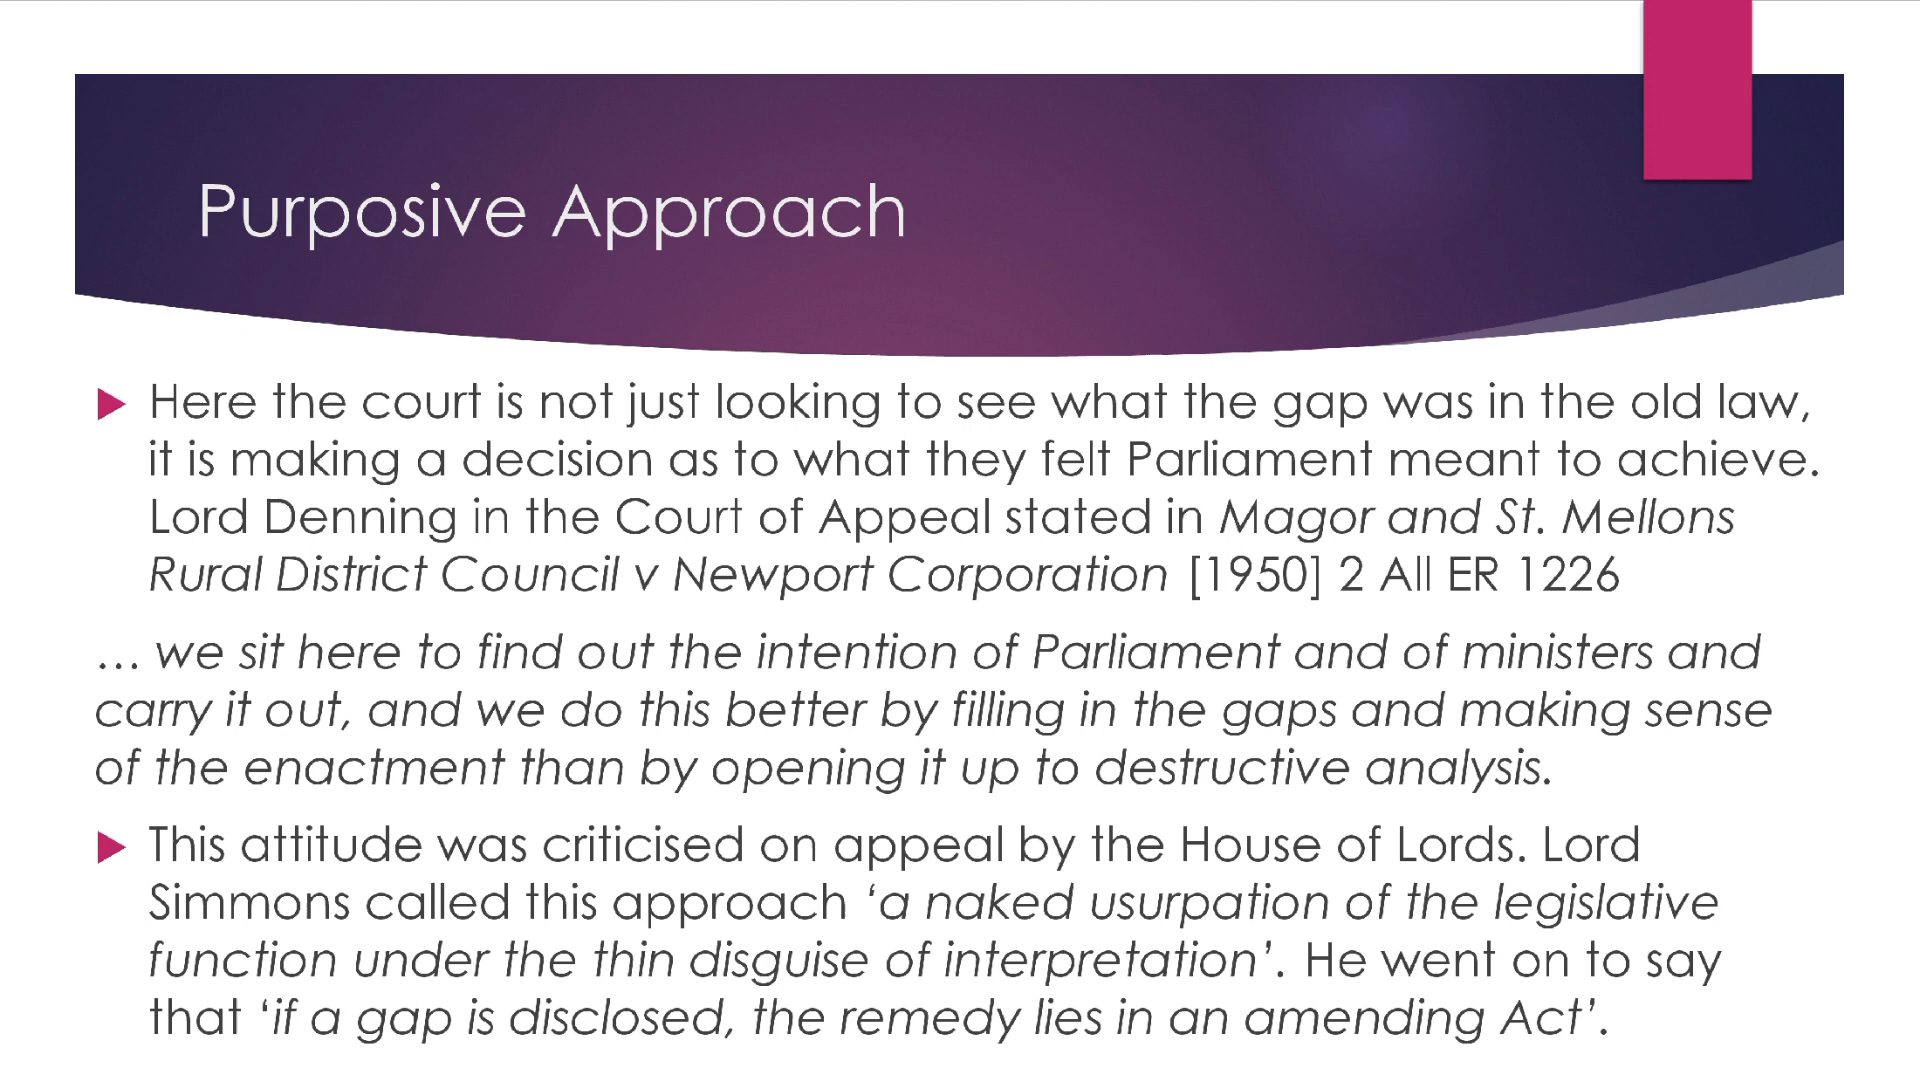 Purposive Approach
Here the court is not just looking to see what the gap was in the old law,
it is making a decision as to what they felt Parliament meant to achieve.
Lord Denning in the Court of Appeal stated in Magor and St. Mellons
Rural District Council v Newport Corporation [1950] 2 All ER 1226
… we sit here to find out the intention of Parliament and of ministers and
carry it out, and we do this better by filling in the gaps and making sense
of the enactment than by opening it up to destructive analysis.
This attitude was criticised on appeal by the House of Lords. Lord
Simmons called this approach ‘a naked usurpation of the legislative
function under the thin disguise of interpretation’. He went on to say
that ‘if a gap is disclosed, the remedy lies in an amending Act’.